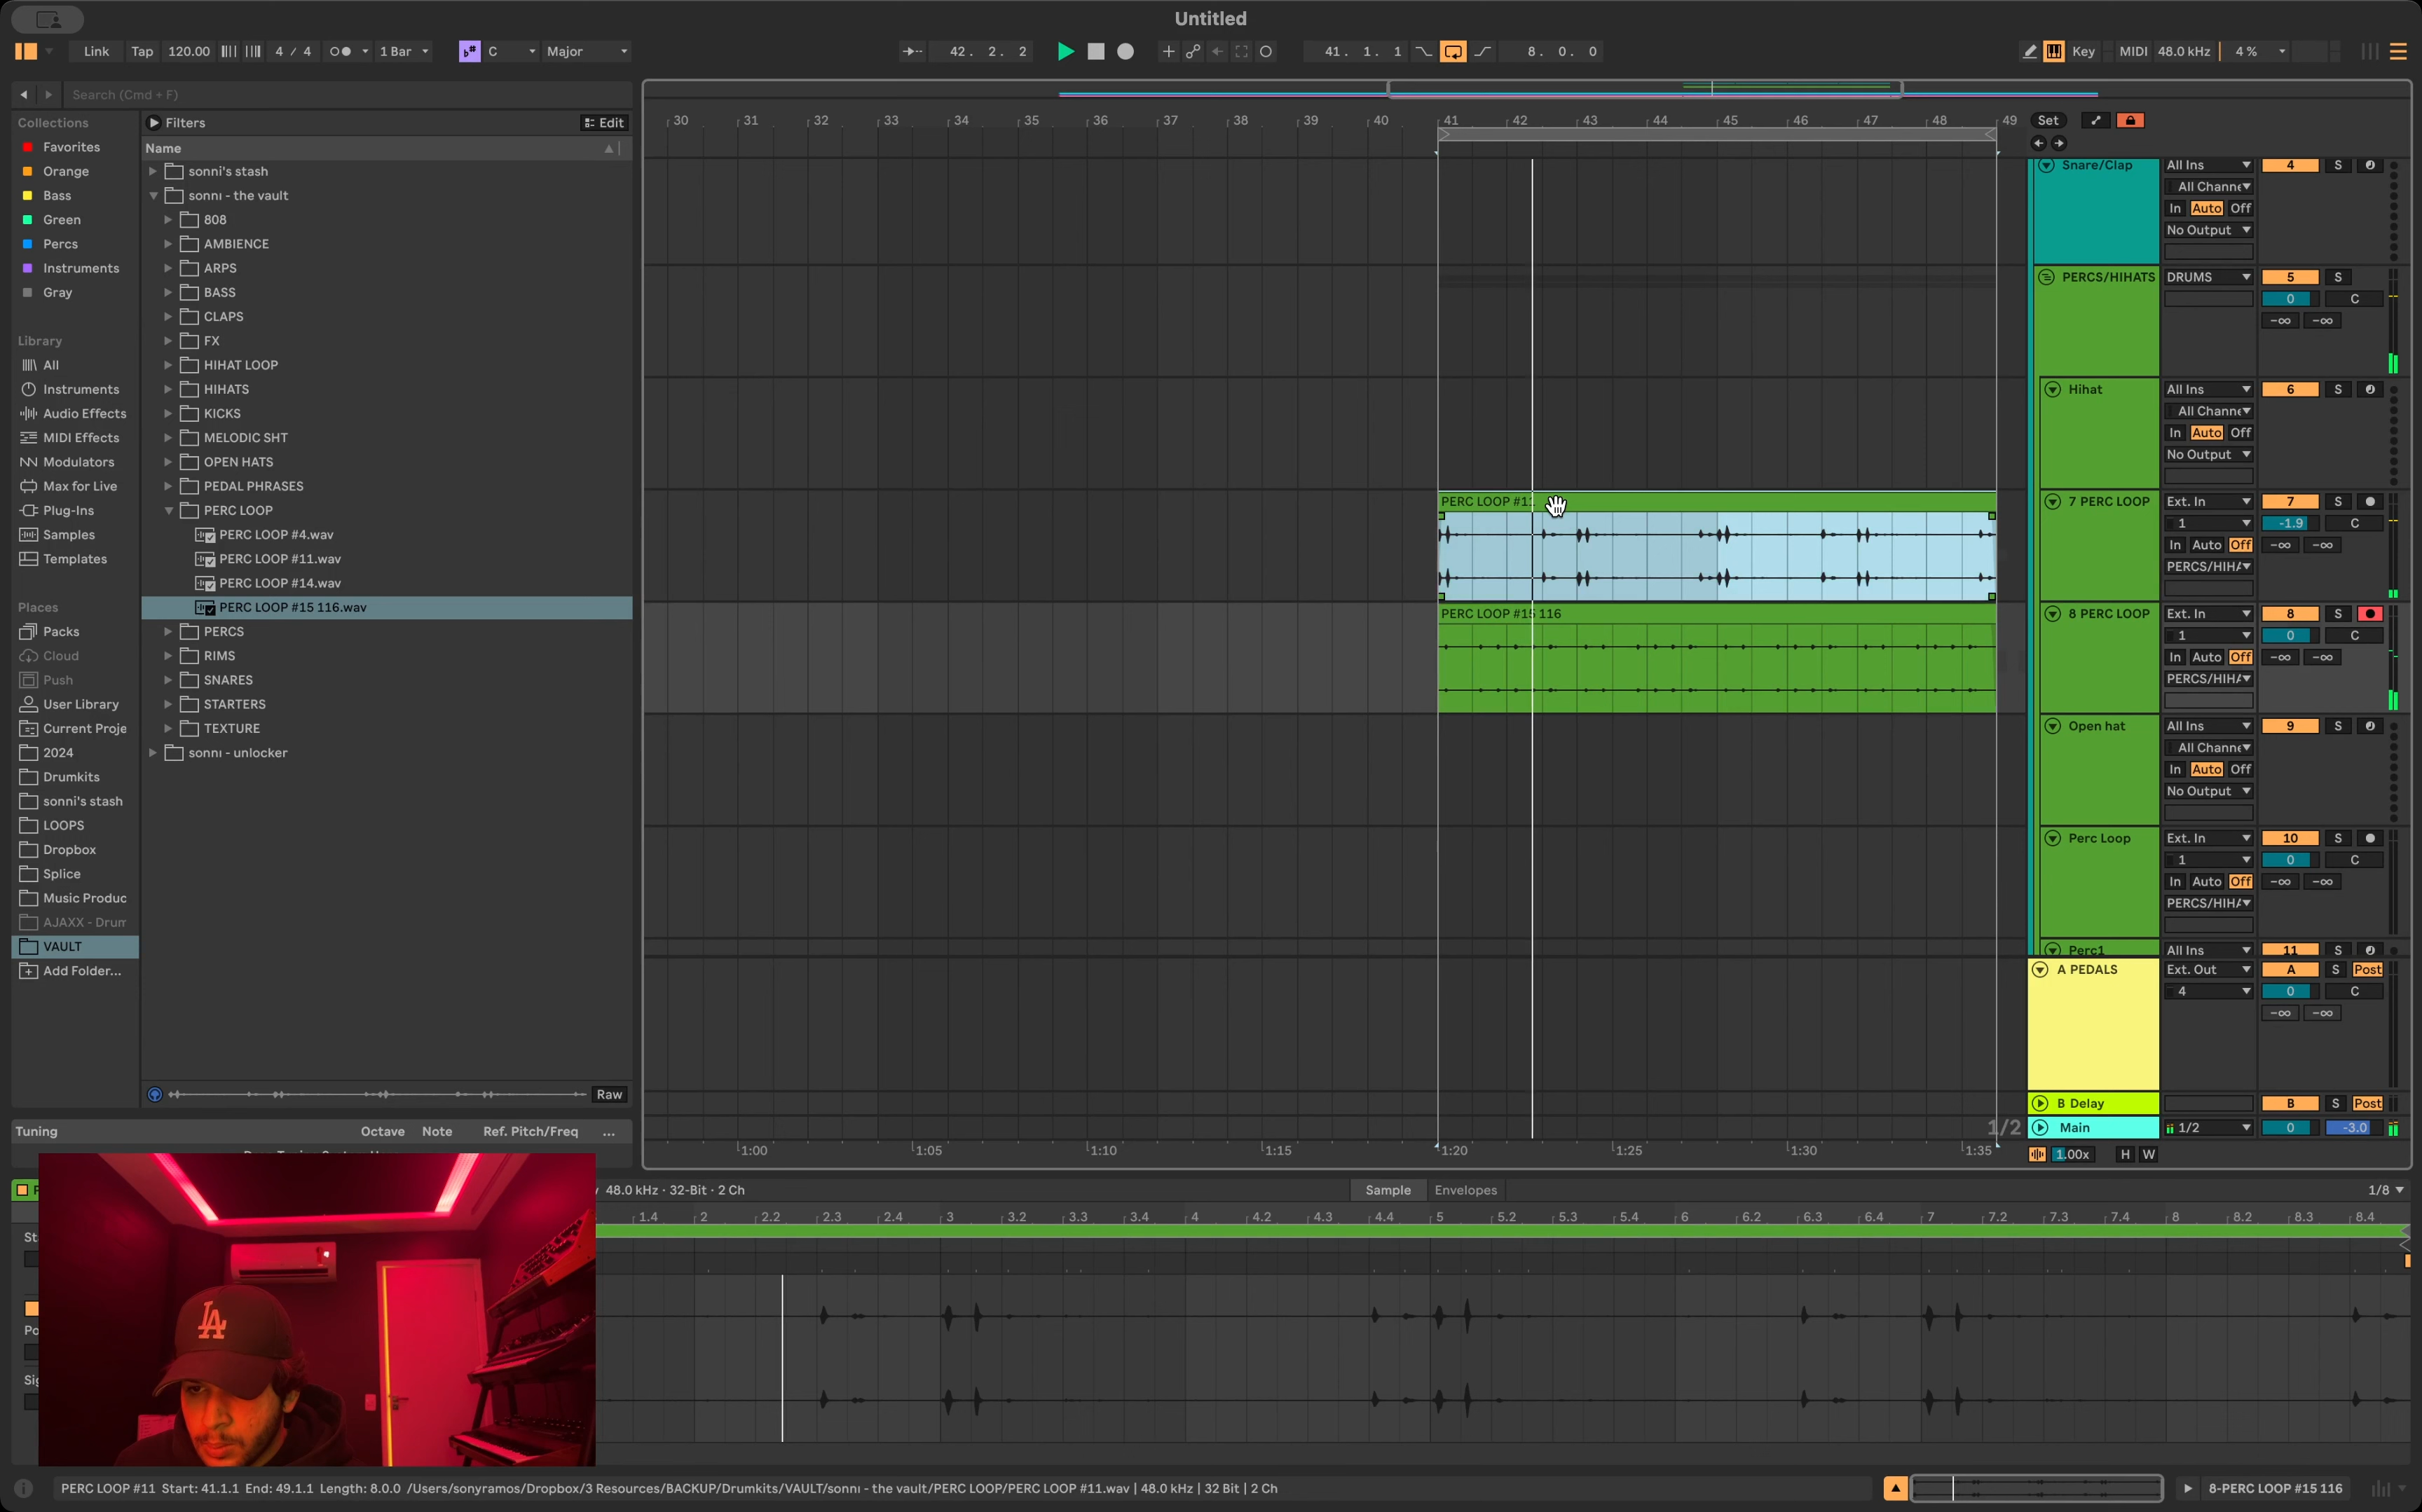 Untitled
Link Tap 120.00 4 / 4 1 Bar C Major 42. 2. 2 41. 1. 1 8. 0. 0 Key MIDI 48.0 kHz 4 %
Search (Cmd + F)
Collections
Favorites
Orange
Bass
Green
Percs
Instruments
Gray
Library
All
Instruments
Audio Effects
MIDI Effects
Modulators
Max for Live
Plug-Ins
Samples
Templates
Places
Packs
Cloud
Push
User Library
Current Proje
2024
Drumkits
sonni's stash
LOOPS
Dropbox
Splice
Music Produc
AJAXX - Drum
VAULT
Add Folder...
Filters Edit
Name
sonni's stash
sonnı - the vault
808
AMBIENCE
ARPS
BASS
CLAPS
FX
HIHAT LOOP
HIHATS
KICKS
MELODIC SHT
OPEN HATS
PEDAL PHRASES
PERC LOOP
PERC LOOP #4.wav
PERC LOOP #11.wav
PERC LOOP #14.wav
PERC LOOP #15 116.wav
PERCS
RIMS
SNARES
STARTERS
TEXTURE
sonnı - unlocker
Raw
Tuning Octave Note Ref. Pitch/Freq ...
30 31 32 33 34 35 36 37 38 39 40 41 42 43 44 45 46 47 48 49
PERC LOOP #11
PERC LOOP #15 116
1/2
1:00 1:05 1:10 1:15 1:20 1:25 1:30 1:35
Set
Snare/Clap All Ins 4 S
All Channe
In Auto Off
No Output
PERCS/HIHATS DRUMS 5 S
0 C
-∞ -∞
Hihat All Ins 6 S
All Channe
In Auto Off
No Output
7 PERC LOOP Ext. In 7 S
1 -1.9 C
In Auto Off -∞ -∞
PERCS/HIHA
8 PERC LOOP Ext. In 8 S
1 0 C
In Auto Off -∞ -∞
PERCS/HIHA
Open hat All Ins 9 S
All Channe
In Auto Off
No Output
Perc Loop Ext. In 10 S
1 0 C
In Auto Off -∞ -∞
PERCS/HIHA
Perc1 All Ins 11 S
A PEDALS Ext. Out A S Post
4 0 C
-∞ -∞
B Delay B S Post
Main 1/2 0 -3.0
1.00x H W
48.0 kHz · 32-Bit · 2 Ch Sample Envelopes 1/8
1.4 2 2.2 2.3 2.4 3 3.2 3.3 3.4 4 4.2 4.3 4.4 5 5.2 5.3 5.4 6 6.2 6.3 6.4 7 7.2 7.3 7.4 8 8.2 8.3 8.4
LA
PERC LOOP #11 Start: 41.1.1 End: 49.1.1 Length: 8.0.0 /Users/sonyramos/Dropbox/3 Resources/BACKUP/Drumkits/VAULT/sonnı - the vault/PERC LOOP/PERC LOOP #11.wav | 48.0 kHz | 32 Bit | 2 Ch
8-PERC LOOP #15 116